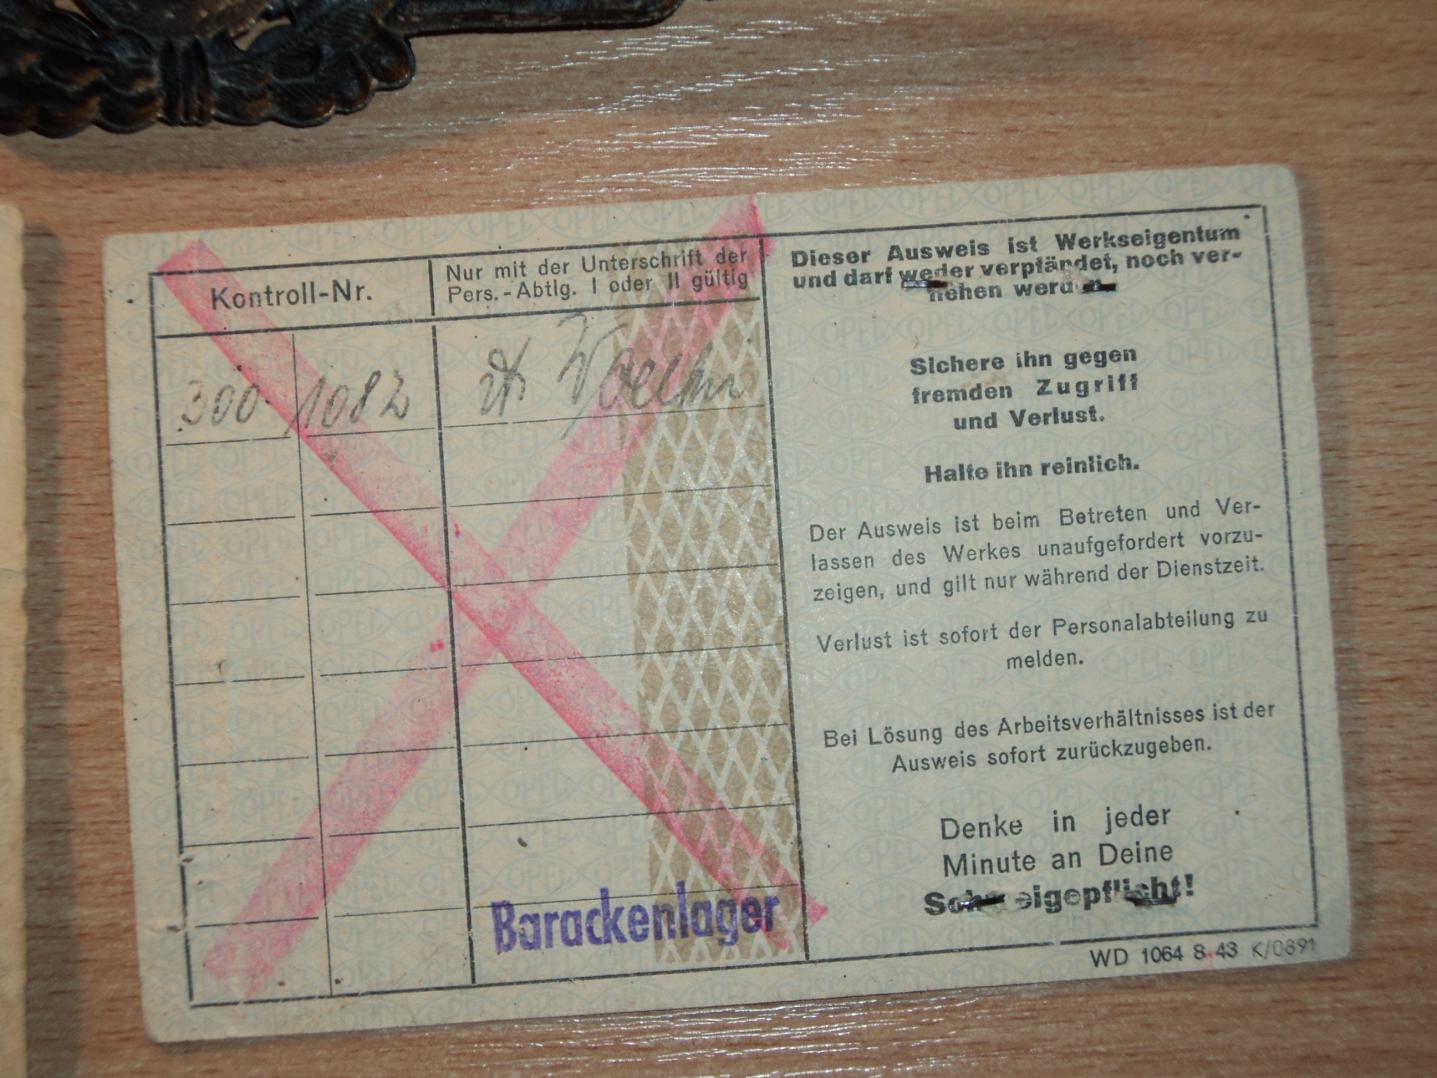 Kontroll-Nr.
Nur mit der Unterschrift der
Pers.-Abtlg. I oder II gültig
300 1082
Barackenlager
Dieser Ausweis ist Werkseigentum
und darf weder verpfändet, noch ver-
liehen werden.
Sichere ihn gegen
fremden Zugriff
und Verlust.
Halte ihn reinlich.
Der Ausweis ist beim Betreten und Ver-
lassen des Werkes unaufgefordert vorzu-
zeigen, und gilt nur während der Dienstzeit.
Verlust ist sofort der Personalabteilung zu
melden.
Bei Lösung des Arbeitsverhältnisses ist der
Ausweis sofort zurückzugeben.
Denke in jeder
Minute an Deine
Schweigepflicht!
WD 1064 8.43 K/0891